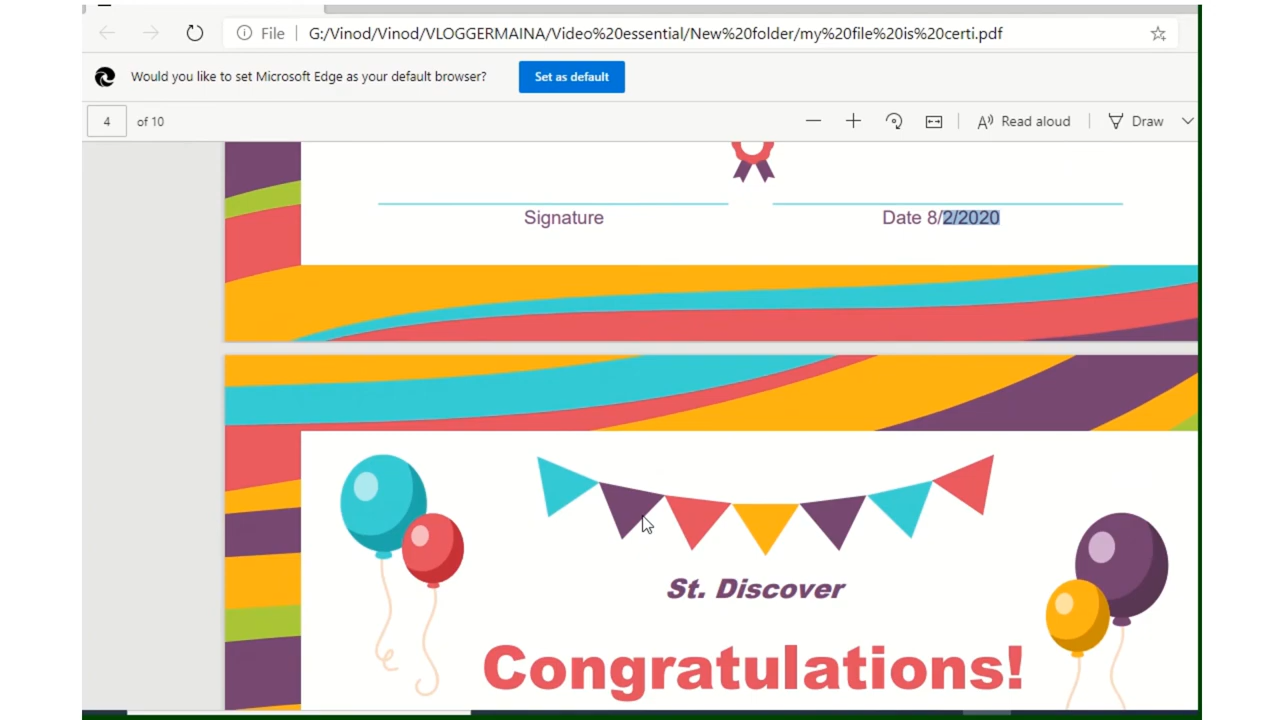 File G:/Vinod/Vinod/VLOGGERMAINA/Video%20essential/New%20folder/my%20file%20is%20certi.pdf
Would you like to set Microsoft Edge as your default browser? Set as default
4 of 10 Read aloud Draw
Signature Date 8/2/2020
St. Discover
Congratulations!